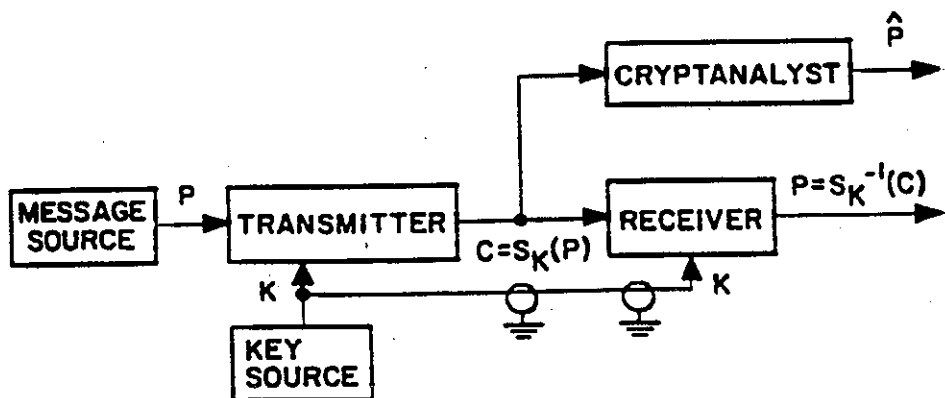 P̂
CRYPTANALYST
P
P=S_K^-1(C)
MESSAGE
SOURCE
TRANSMITTER
RECEIVER
C=S_K(P)
K
K
KEY
SOURCE